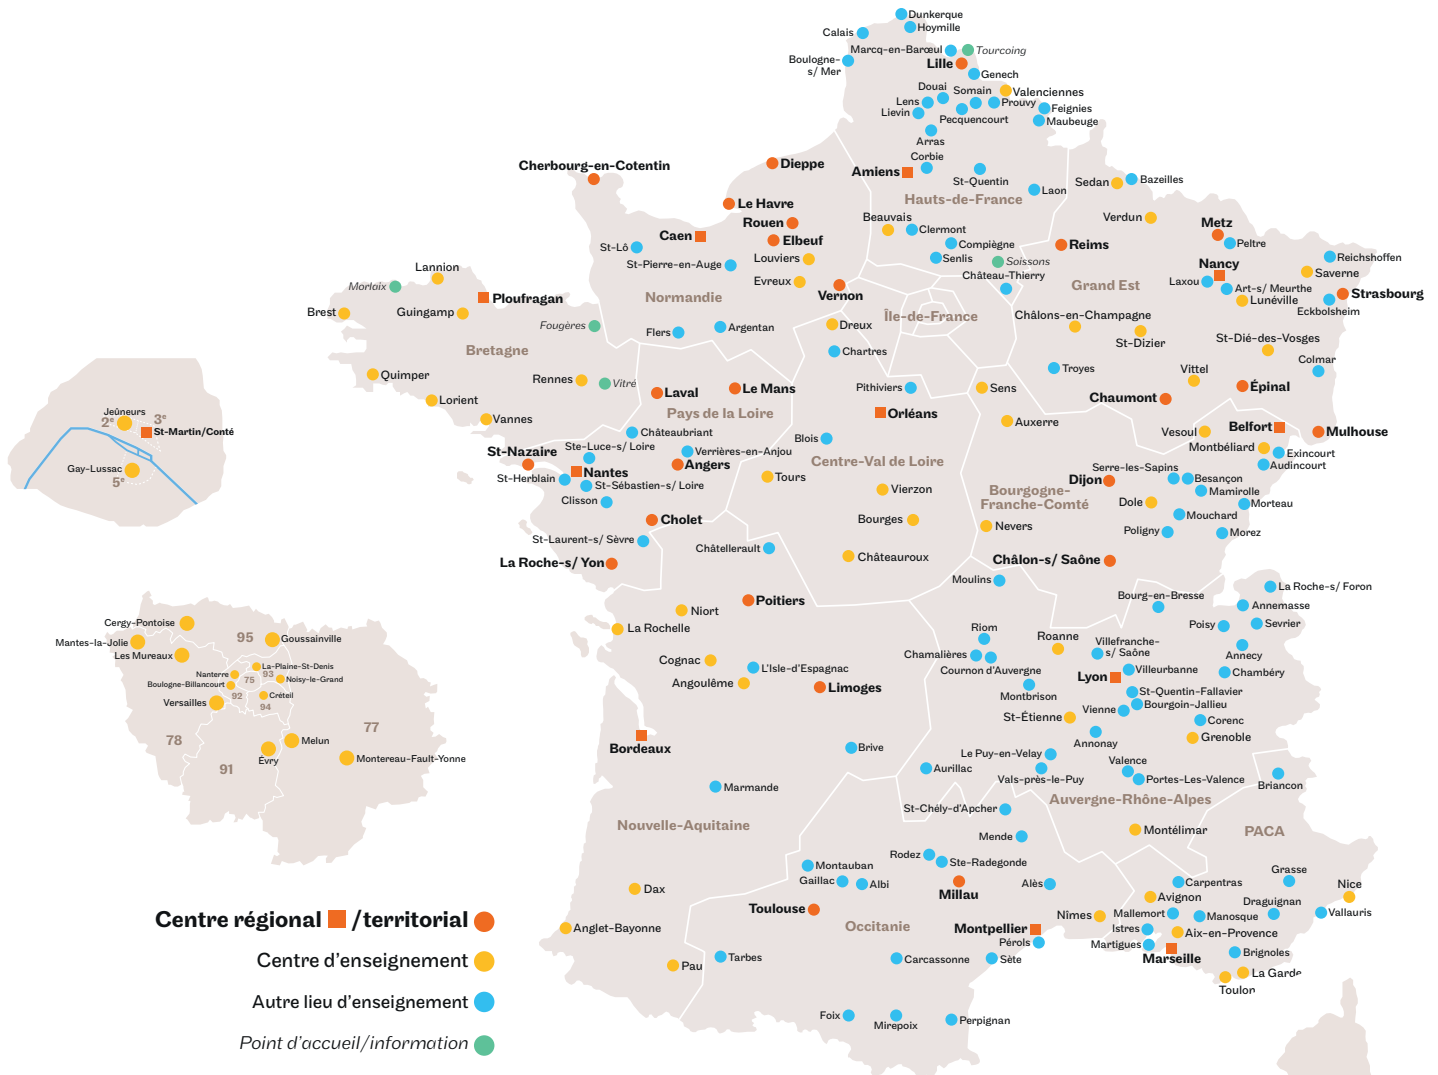 Dunkerque
Hoymille
Calais
Marcq-en-Barœul
Tourcoing
Boulogne-
s/ Mer
Lille
Genech
Douai
Somain
Valenciennes
Lens
Prouvy
Feignies
Lievin
Pecquencourt
Maubeuge
Arras
Corbie
Cherbourg-en-Cotentin
Dieppe
Amiens
St-Quentin
Laon
Sedan
Bazeilles
Hauts-de-France
Le Havre
Beauvais
Verdun
Rouen
Clermont
Metz
Caen
Elbeuf
Compiègne
Reims
Peltre
St-Lô
Louviers
Senlis
Soissons
Nancy
Reichshoffen
St-Pierre-en-Auge
Château-Thierry
Saverne
Lannion
Evreux
Laxou
Art-s/ Meurthe
Morlaix
Grand Est
Strasbourg
Ploufragan
Normandie
Vernon
Lunéville
Brest
Guingamp
Île-de-France
Châlons-en-Champagne
Eckbolsheim
Fougères
Flers
Argentan
Dreux
St-Dizier
St-Dié-des-Vosges
Bretagne
Chartres
Colmar
Quimper
Rennes
Vitré
Troyes
Vittel
Laval
Le Mans
Pithiviers
Sens
Épinal
Lorient
Chaumont
Jeûneurs
2e
3e
St-Martin/Conté
Vannes
Pays de la Loire
Orléans
Auxerre
Belfort
Châteaubriant
Blois
Vesoul
Mulhouse
Ste-Luce-s/ Loire
Verrières-en-Anjou
Montbéliard
Exincourt
St-Nazaire
Nantes
Angers
Centre-Val de Loire
Audincourt
Gay-Lussac
5e
St-Herblain
St-Sébastien-s/ Loire
Tours
Serre-les-Sapins
Besançon
Dijon
Clisson
Vierzon
Bourgogne-
Franche-Comté
Mamirolle
Dole
Morteau
Cholet
Bourges
Nevers
Mouchard
St-Laurent-s/ Sèvre
Poligny
Morez
Châtellerault
Châteauroux
La Roche-s/ Yon
Châlon-s/ Saône
Moulins
La Roche-s/ Foron
Poitiers
Bourg-en-Bresse
Annemasse
Niort
Cergy-Pontoise
La Rochelle
Riom
Poisy
Sevrier
Mantes-la-Jolie
95
Goussainville
Roanne
Villefranche-
s/ Saône
Les Mureaux
Cognac
Chamalières
Annecy
La-Plaine-St-Denis
Nanterre
93
75
Noisy-le-Grand
L'Isle-d'Espagnac
Cournon d'Auvergne
Villeurbanne
Chambéry
Boulogne-Billancourt
Angoulême
Limoges
Lyon
92
Créteil
Montbrison
St-Quentin-Fallavier
Versailles
94
Bourgoin-Jallieu
Vienne
St-Étienne
Corenc
77
Grenoble
78
Melun
Bordeaux
Brive
Annonay
Évry
Montereau-Fault-Yonne
Le Puy-en-Velay
Valence
91
Aurillac
Vals-près-le-Puy
Portes-Les-Valence
Briancon
Marmande
Auvergne-Rhône-Alpes
St-Chély-d'Apcher
Nouvelle-Aquitaine
Mende
Montélimar
PACA
Rodez
Ste-Radegonde
Montauban
Grasse
Gaillac
Albi
Millau
Alès
Carpentras
Nice
Dax
Avignon
Draguignan
Toulouse
Nîmes
Mallemort
Manosque
Vallauris
Centre régional /territorial
Anglet-Bayonne
Occitanie
Montpellier
Istres
Aix-en-Provence
Pérols
Martigues
Centre d'enseignement
Pau
Tarbes
Carcassonne
Sète
Marseille
Brignoles
La Garde
Toulon
Autre lieu d'enseignement
Foix
Mirepoix
Perpignan
Point d'accueil/information